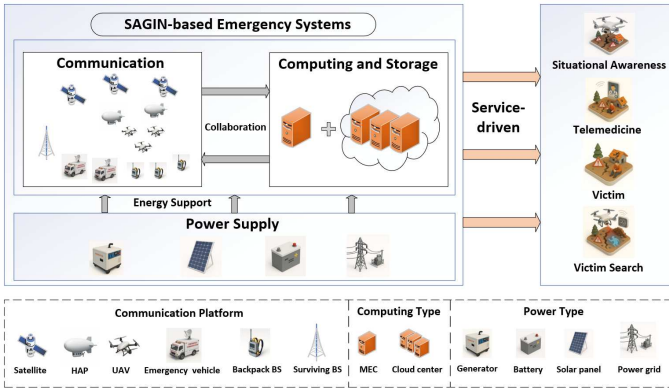 SAGIN-based Emergency Systems
Communication
Computing and Storage
Collaboration
Energy Support
Power Supply
Service-
driven
Situational Awareness
Telemedicine
Victim
Victim Search
Communication Platform
Satellite
HAP
UAV
Emergency vehicle
Backpack BS
Surviving BS
Computing Type
MEC
Cloud center
Power Type
Generator
Battery
Solar panel
Power grid